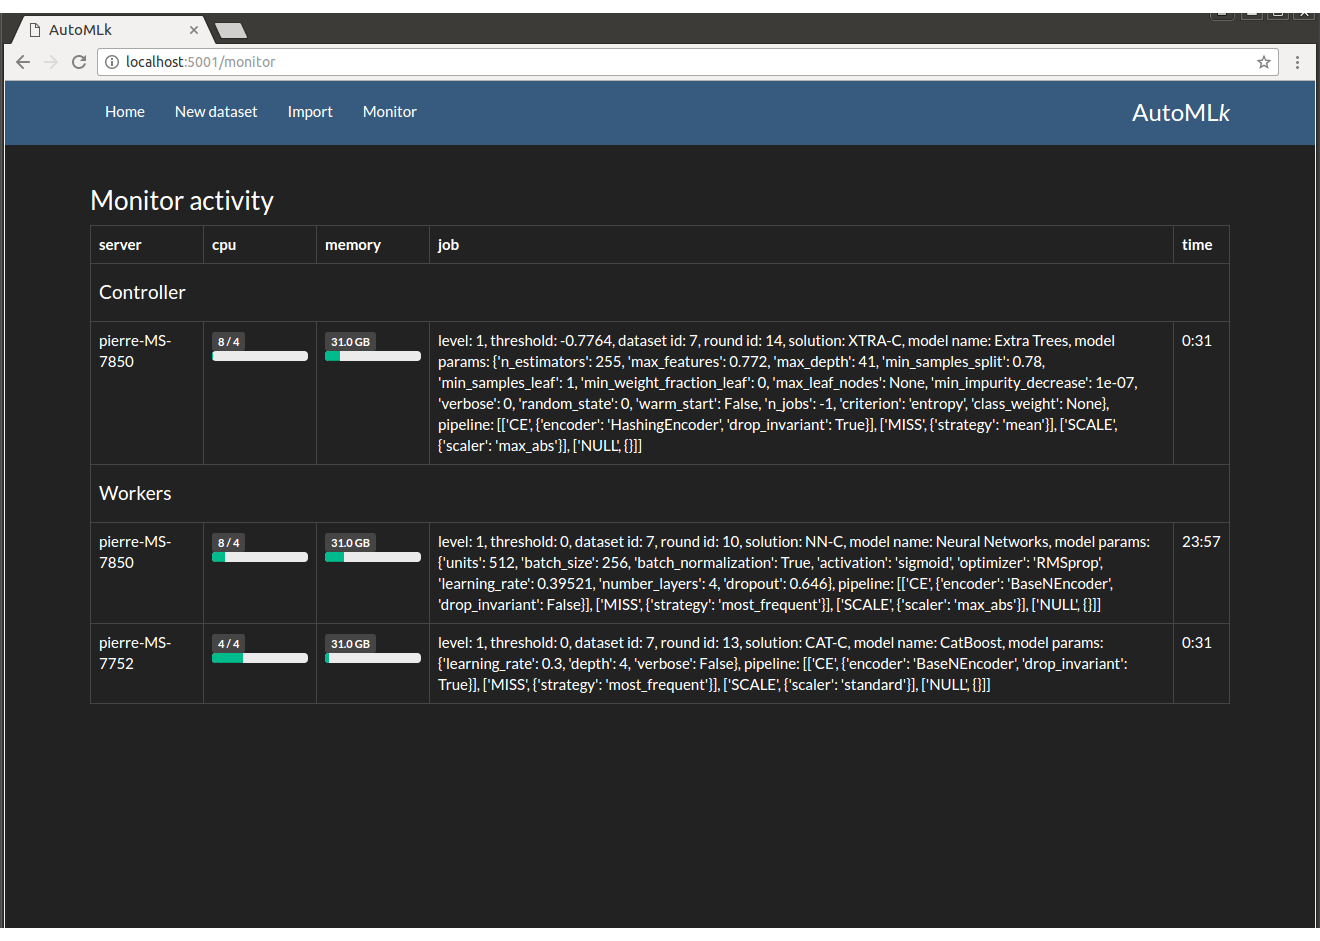 AutoMLk
localhost:5001/monitor
Home New dataset Import Monitor AutoMLk
Monitor activity
server cpu memory job time
Controller
pierre-MS-7850
8 / 4
31.0 GB
level: 1, threshold: -0.7764, dataset id: 7, round id: 14, solution: XTRA-C, model name: Extra Trees, model
params: {'n_estimators': 255, 'max_features': 0.772, 'max_depth': 41, 'min_samples_split': 0.78,
'min_samples_leaf': 1, 'min_weight_fraction_leaf': 0, 'max_leaf_nodes': None, 'min_impurity_decrease': 1e-07,
'verbose': 0, 'random_state': 0, 'warm_start': False, 'n_jobs': -1, 'criterion': 'entropy', 'class_weight': None},
pipeline: [['CE', {'encoder': 'HashingEncoder', 'drop_invariant': True}], ['MISS', {'strategy': 'mean'}], ['SCALE',
{'scaler': 'max_abs'}], ['NULL', {}]]
0:31
Workers
pierre-MS-7850
8 / 4
31.0 GB
level: 1, threshold: 0, dataset id: 7, round id: 10, solution: NN-C, model name: Neural Networks, model params:
{'units': 512, 'batch_size': 256, 'batch_normalization': True, 'activation': 'sigmoid', 'optimizer': 'RMSprop',
'learning_rate': 0.39521, 'number_layers': 4, 'dropout': 0.646}, pipeline: [['CE', {'encoder': 'BaseNEncoder',
'drop_invariant': False}], ['MISS', {'strategy': 'most_frequent'}], ['SCALE', {'scaler': 'max_abs'}], ['NULL', {}]]
23:57
pierre-MS-7752
4 / 4
31.0 GB
level: 1, threshold: 0, dataset id: 7, round id: 13, solution: CAT-C, model name: CatBoost, model params:
{'learning_rate': 0.3, 'depth': 4, 'verbose': False}, pipeline: [['CE', {'encoder': 'BaseNEncoder', 'drop_invariant':
True}], ['MISS', {'strategy': 'most_frequent'}], ['SCALE', {'scaler': 'standard'}], ['NULL', {}]]
0:31